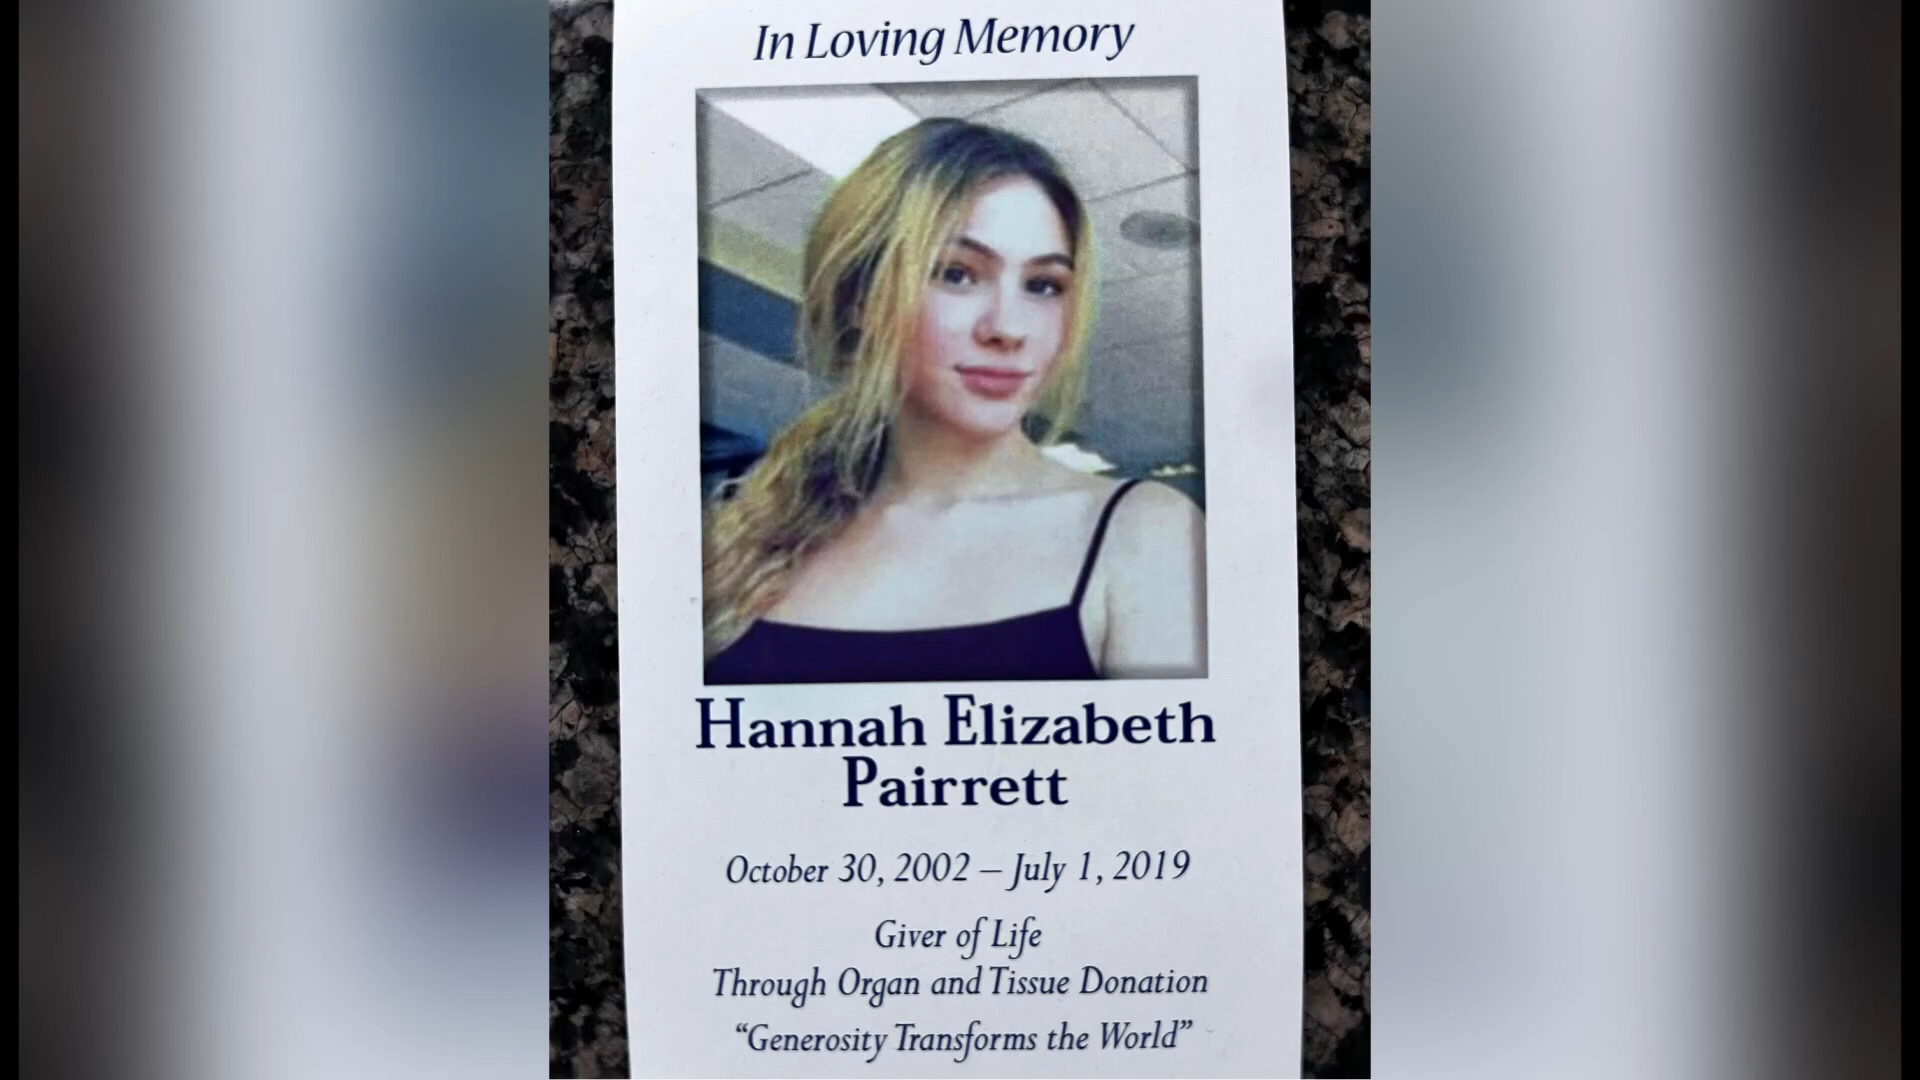 In Loving Memory
Hannah Elizabeth
Pairrett
October 30, 2002 – July 1, 2019
Giver of Life
Through Organ and Tissue Donation
“Generosity Transforms the World”